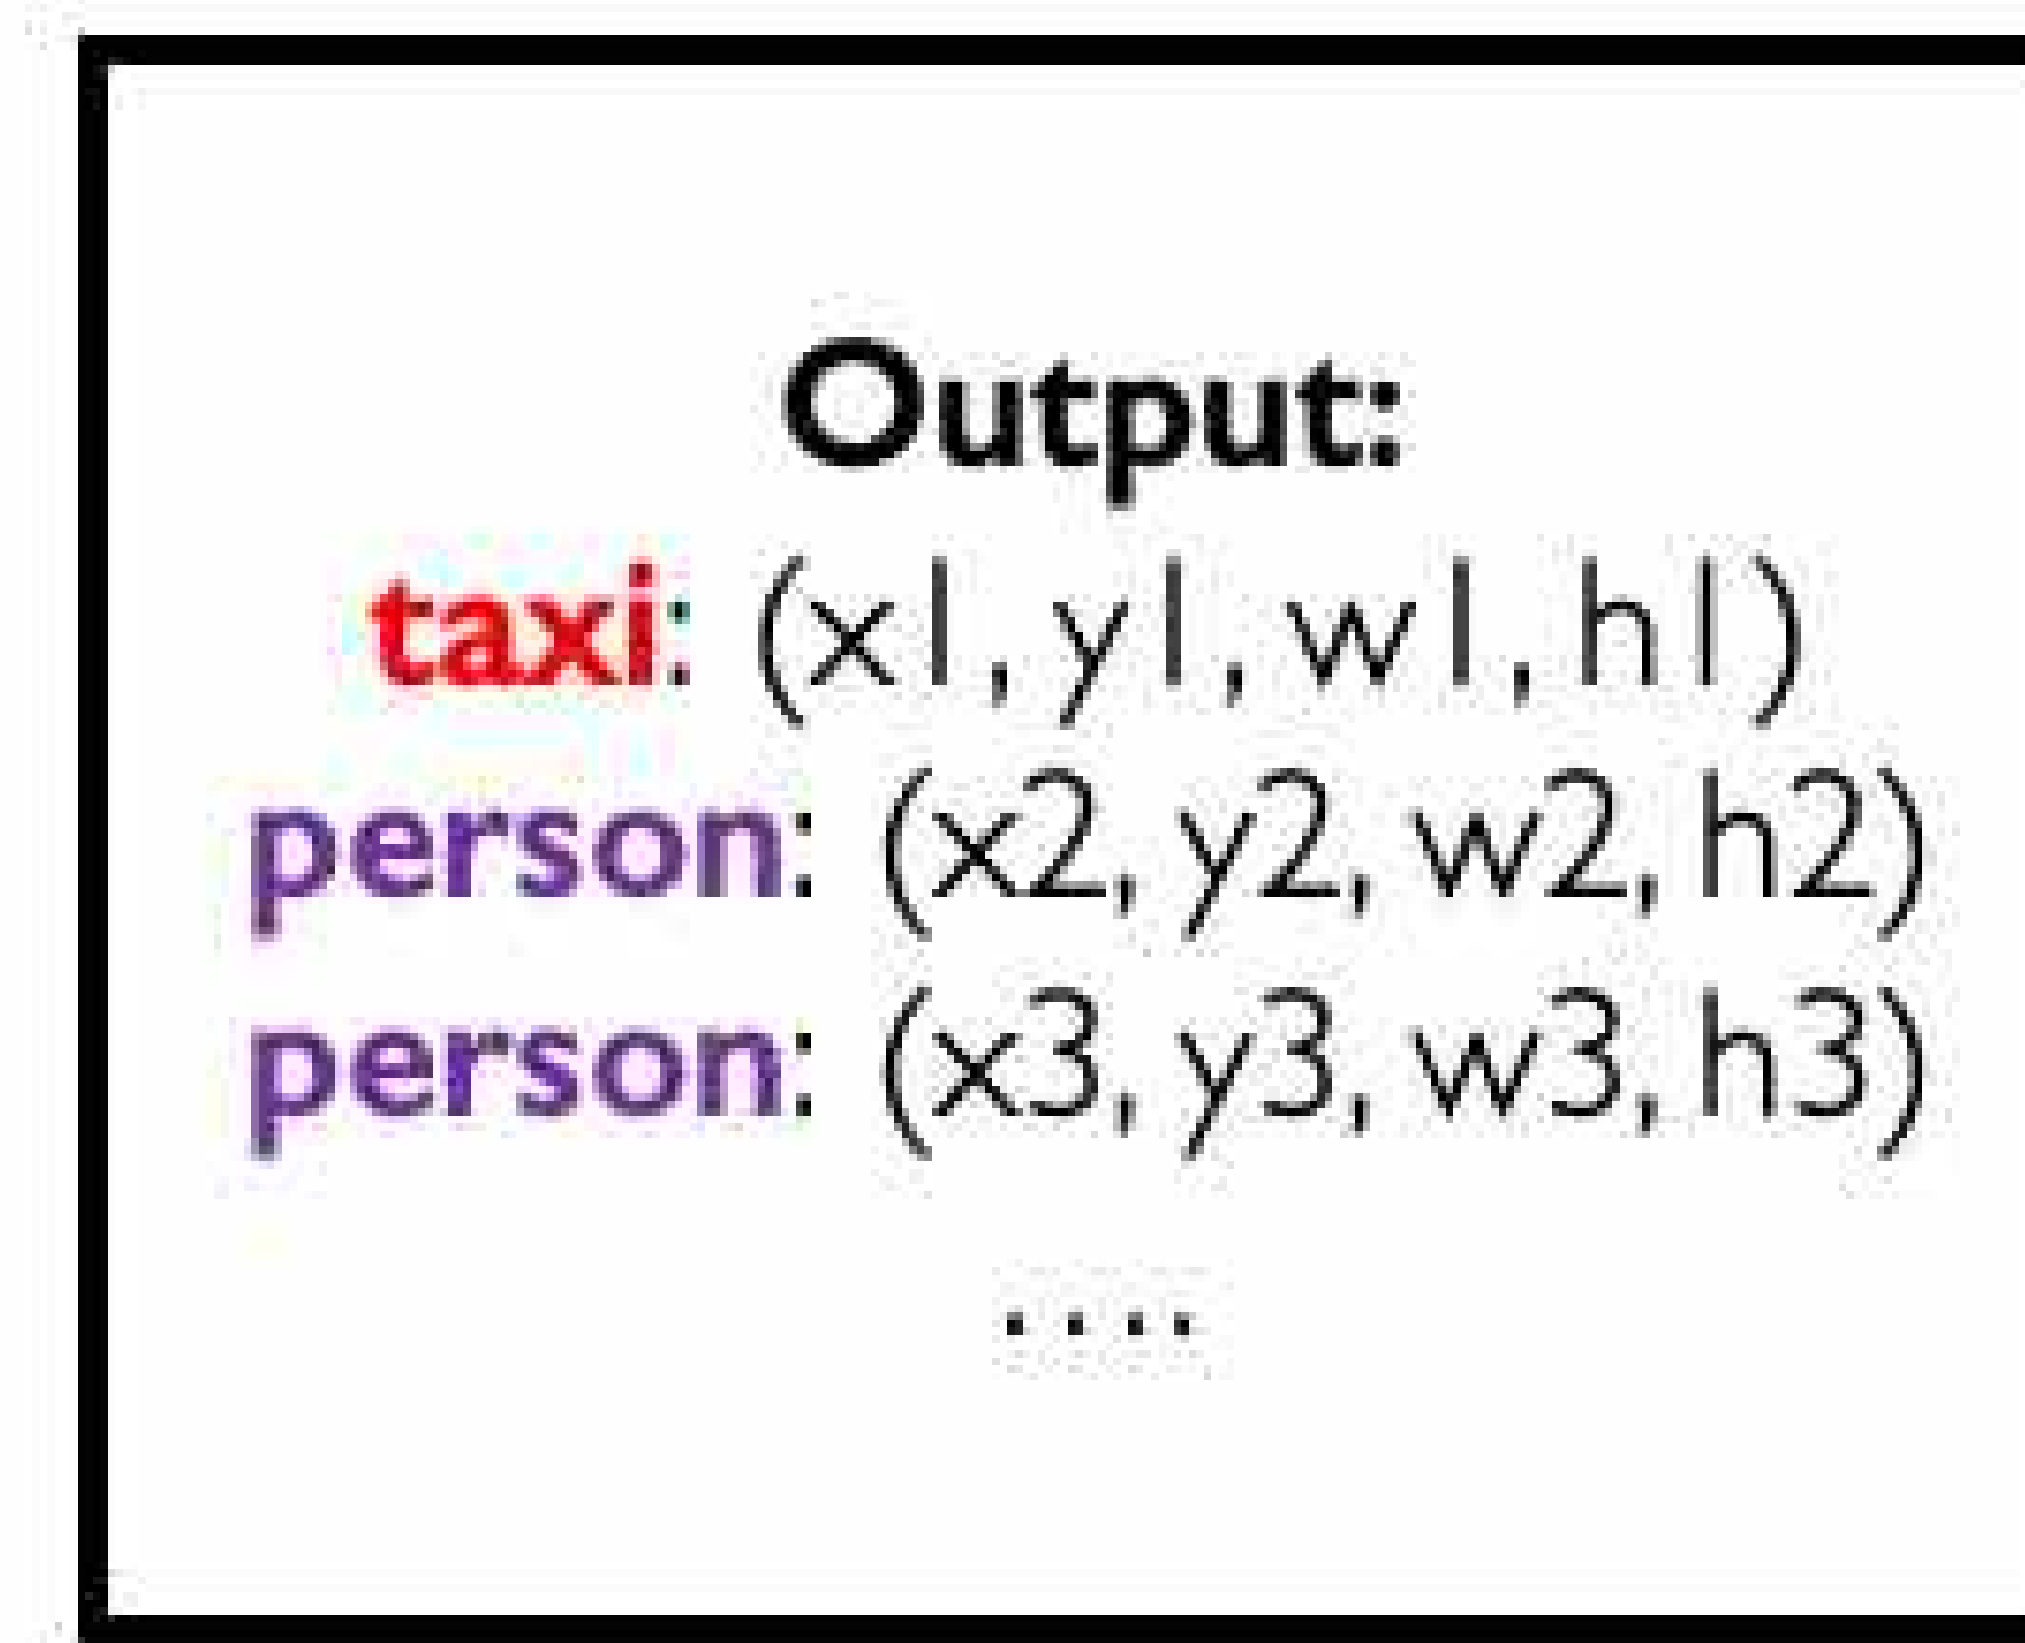 Output:
taxi: (x1, y1, w1, h1)
person: (x2, y2, w2, h2)
person: (x3, y3, w3, h3)
....